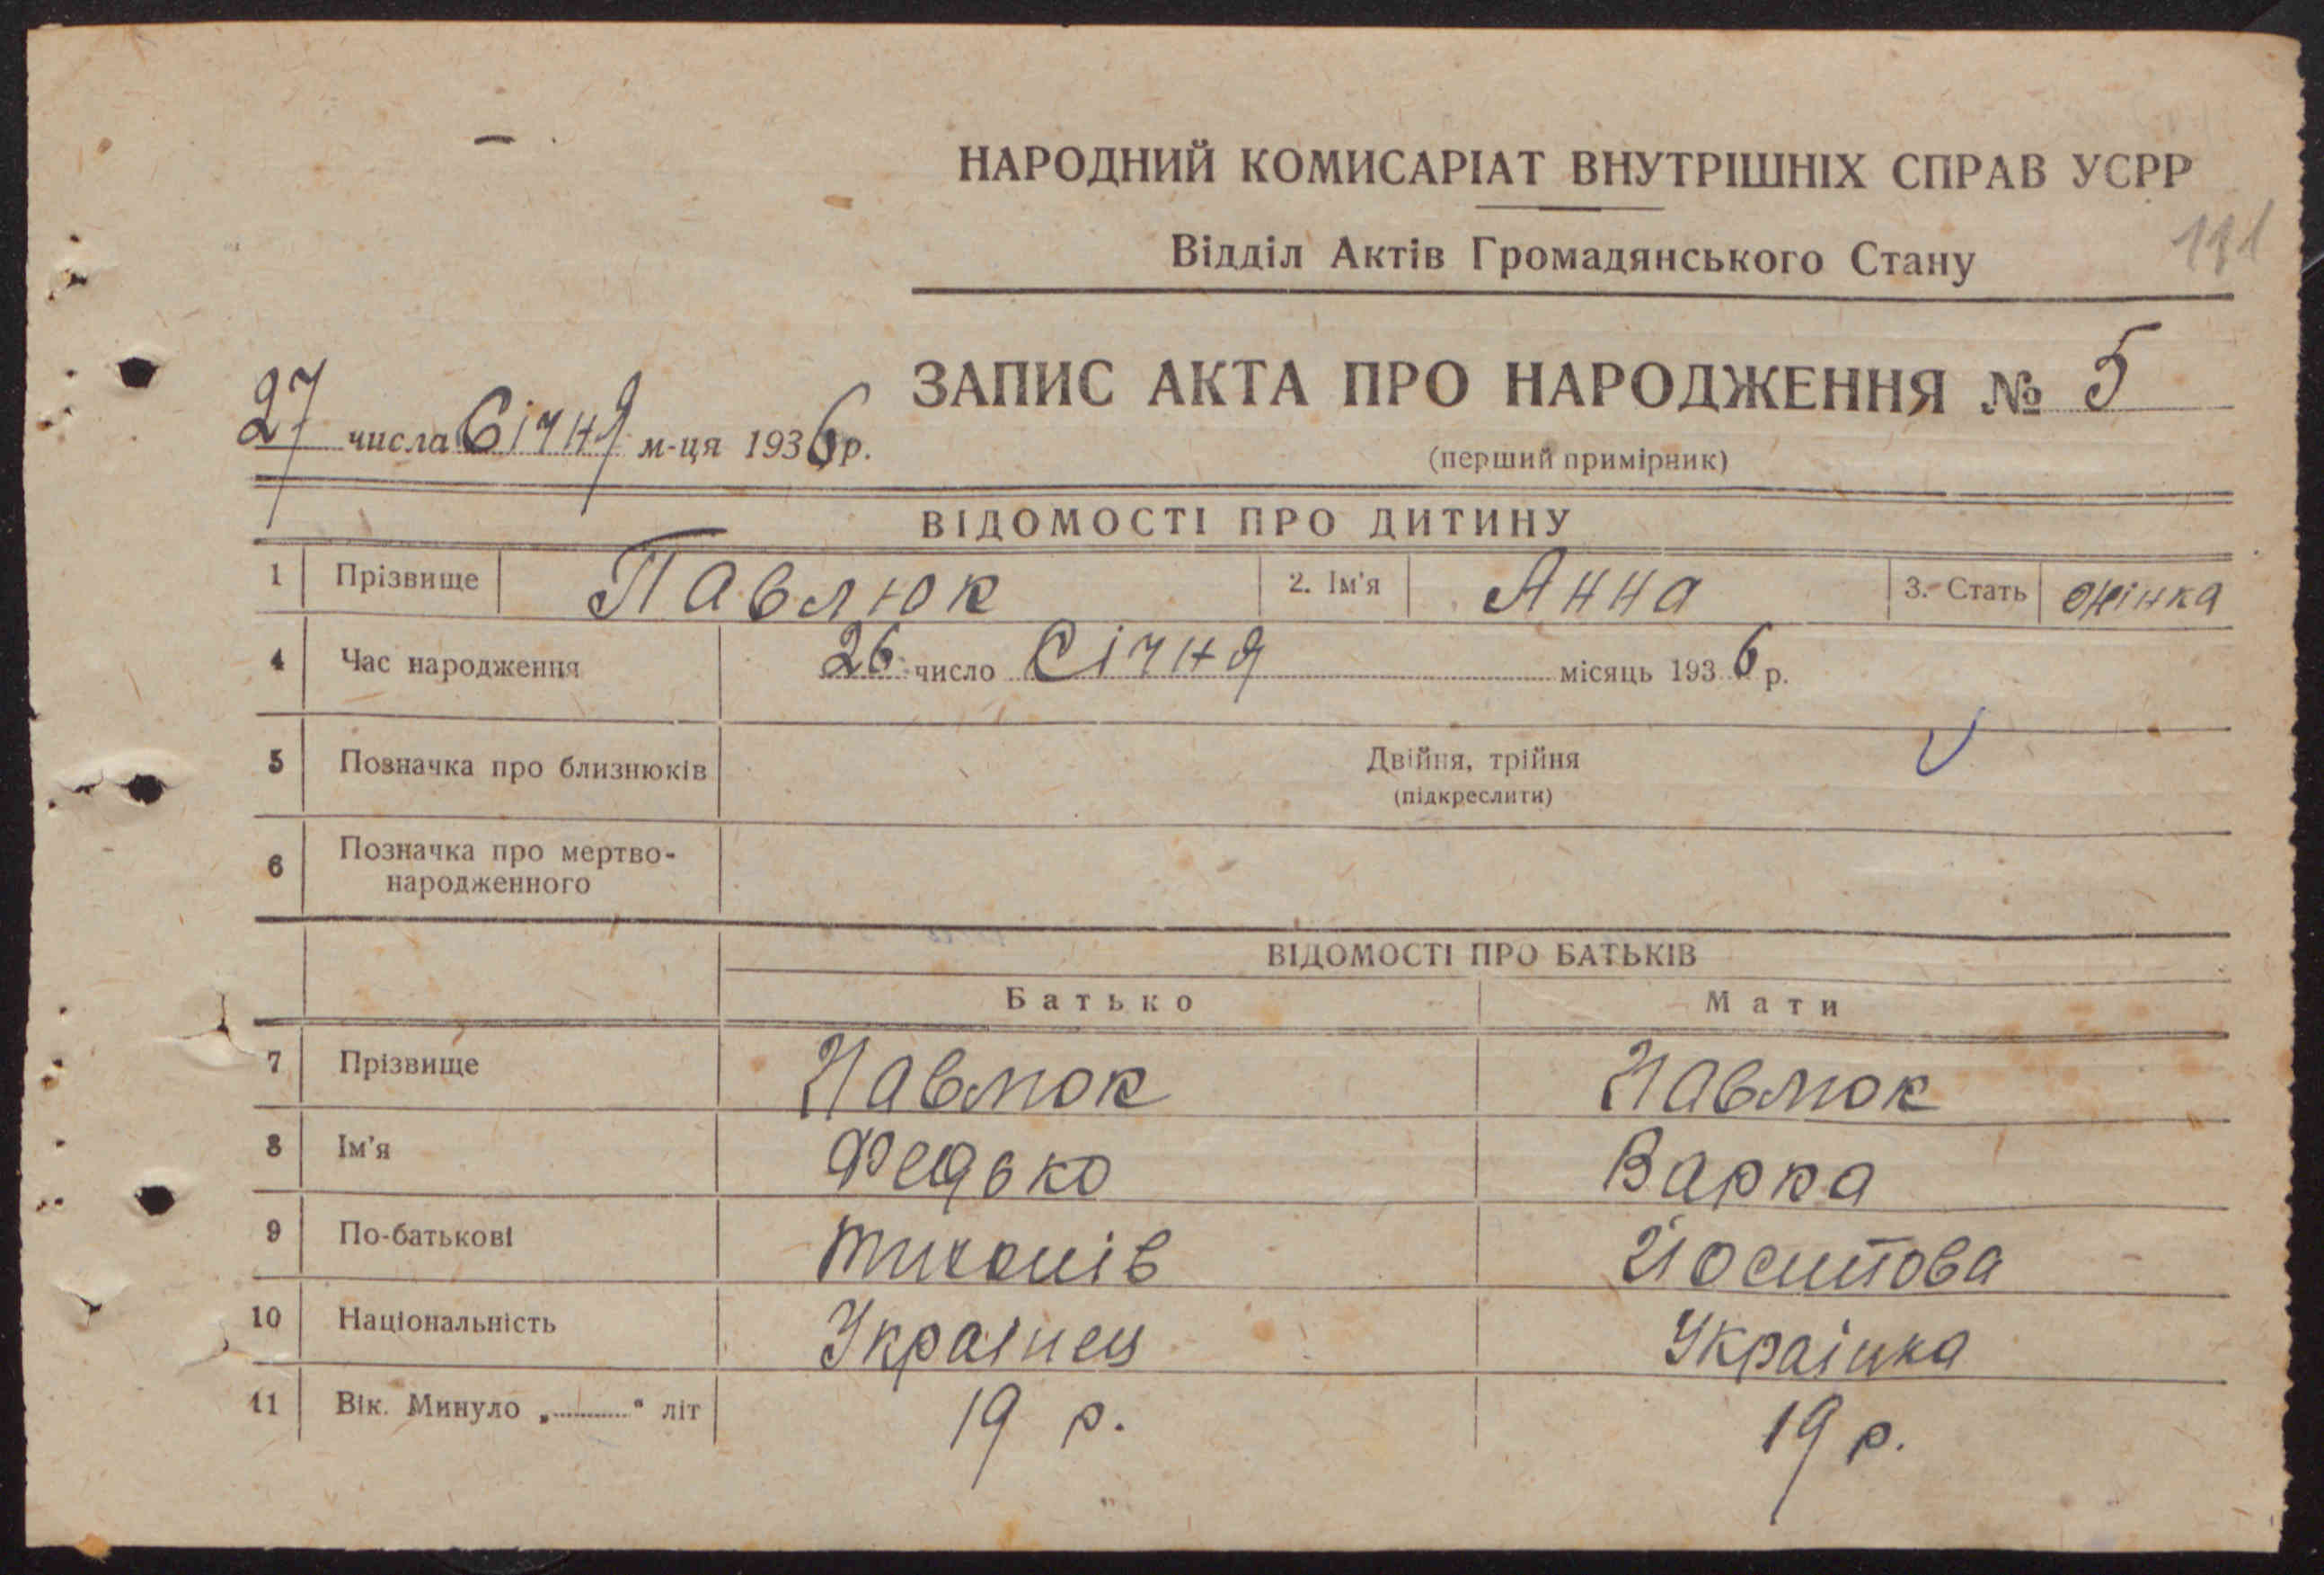 НАРОДНИЙ КОМИСАРІАТ ВНУТРІШНІХ СПРАВ УСРР
Відділ Актів Громадянського Стану
111
ЗАПИС АКТА ПРО НАРОДЖЕННЯ № 5
27 числа Січня м-ця 1936 р.
(перший примірник)
ВІДОМОСТІ ПРО ДИТИНУ
1 Прізвище Павлюк 2. Ім'я Анна 3. Стать жінка
4 Час народження 26 число Січня місяць 1936 р.
5 Позначка про близнюків Двійня, трійня
(підкреслити)
6 Позначка про мертво-
народженного
ВІДОМОСТІ ПРО БАТЬКІВ
Батько Мати
7 Прізвище Павлюк Павлюк
8 Ім'я Федько Варка
9 По-батькові Тихонів Йосипова
10 Національність Українец Українка
11 Вік. Минуло „..........“ літ 19 р. 19 р.